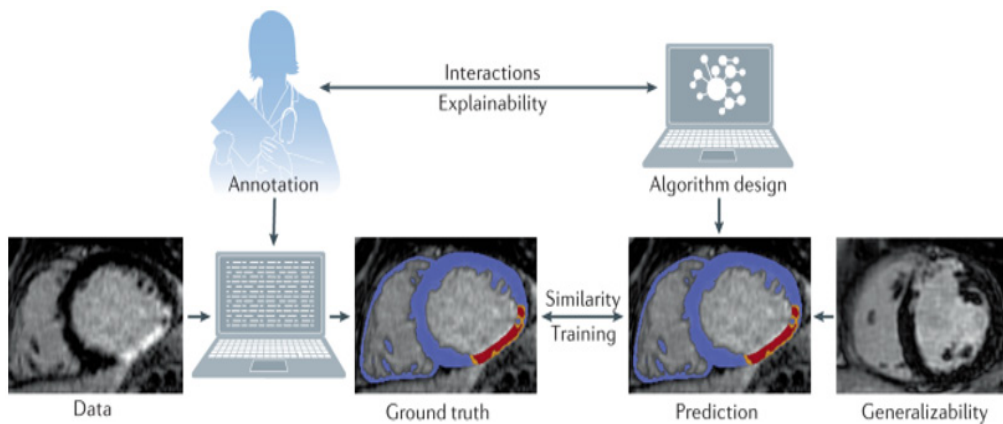 Interactions
Explainability
Annotation
Algorithm design
Similarity
Training
Data
Ground truth
Prediction
Generalizability